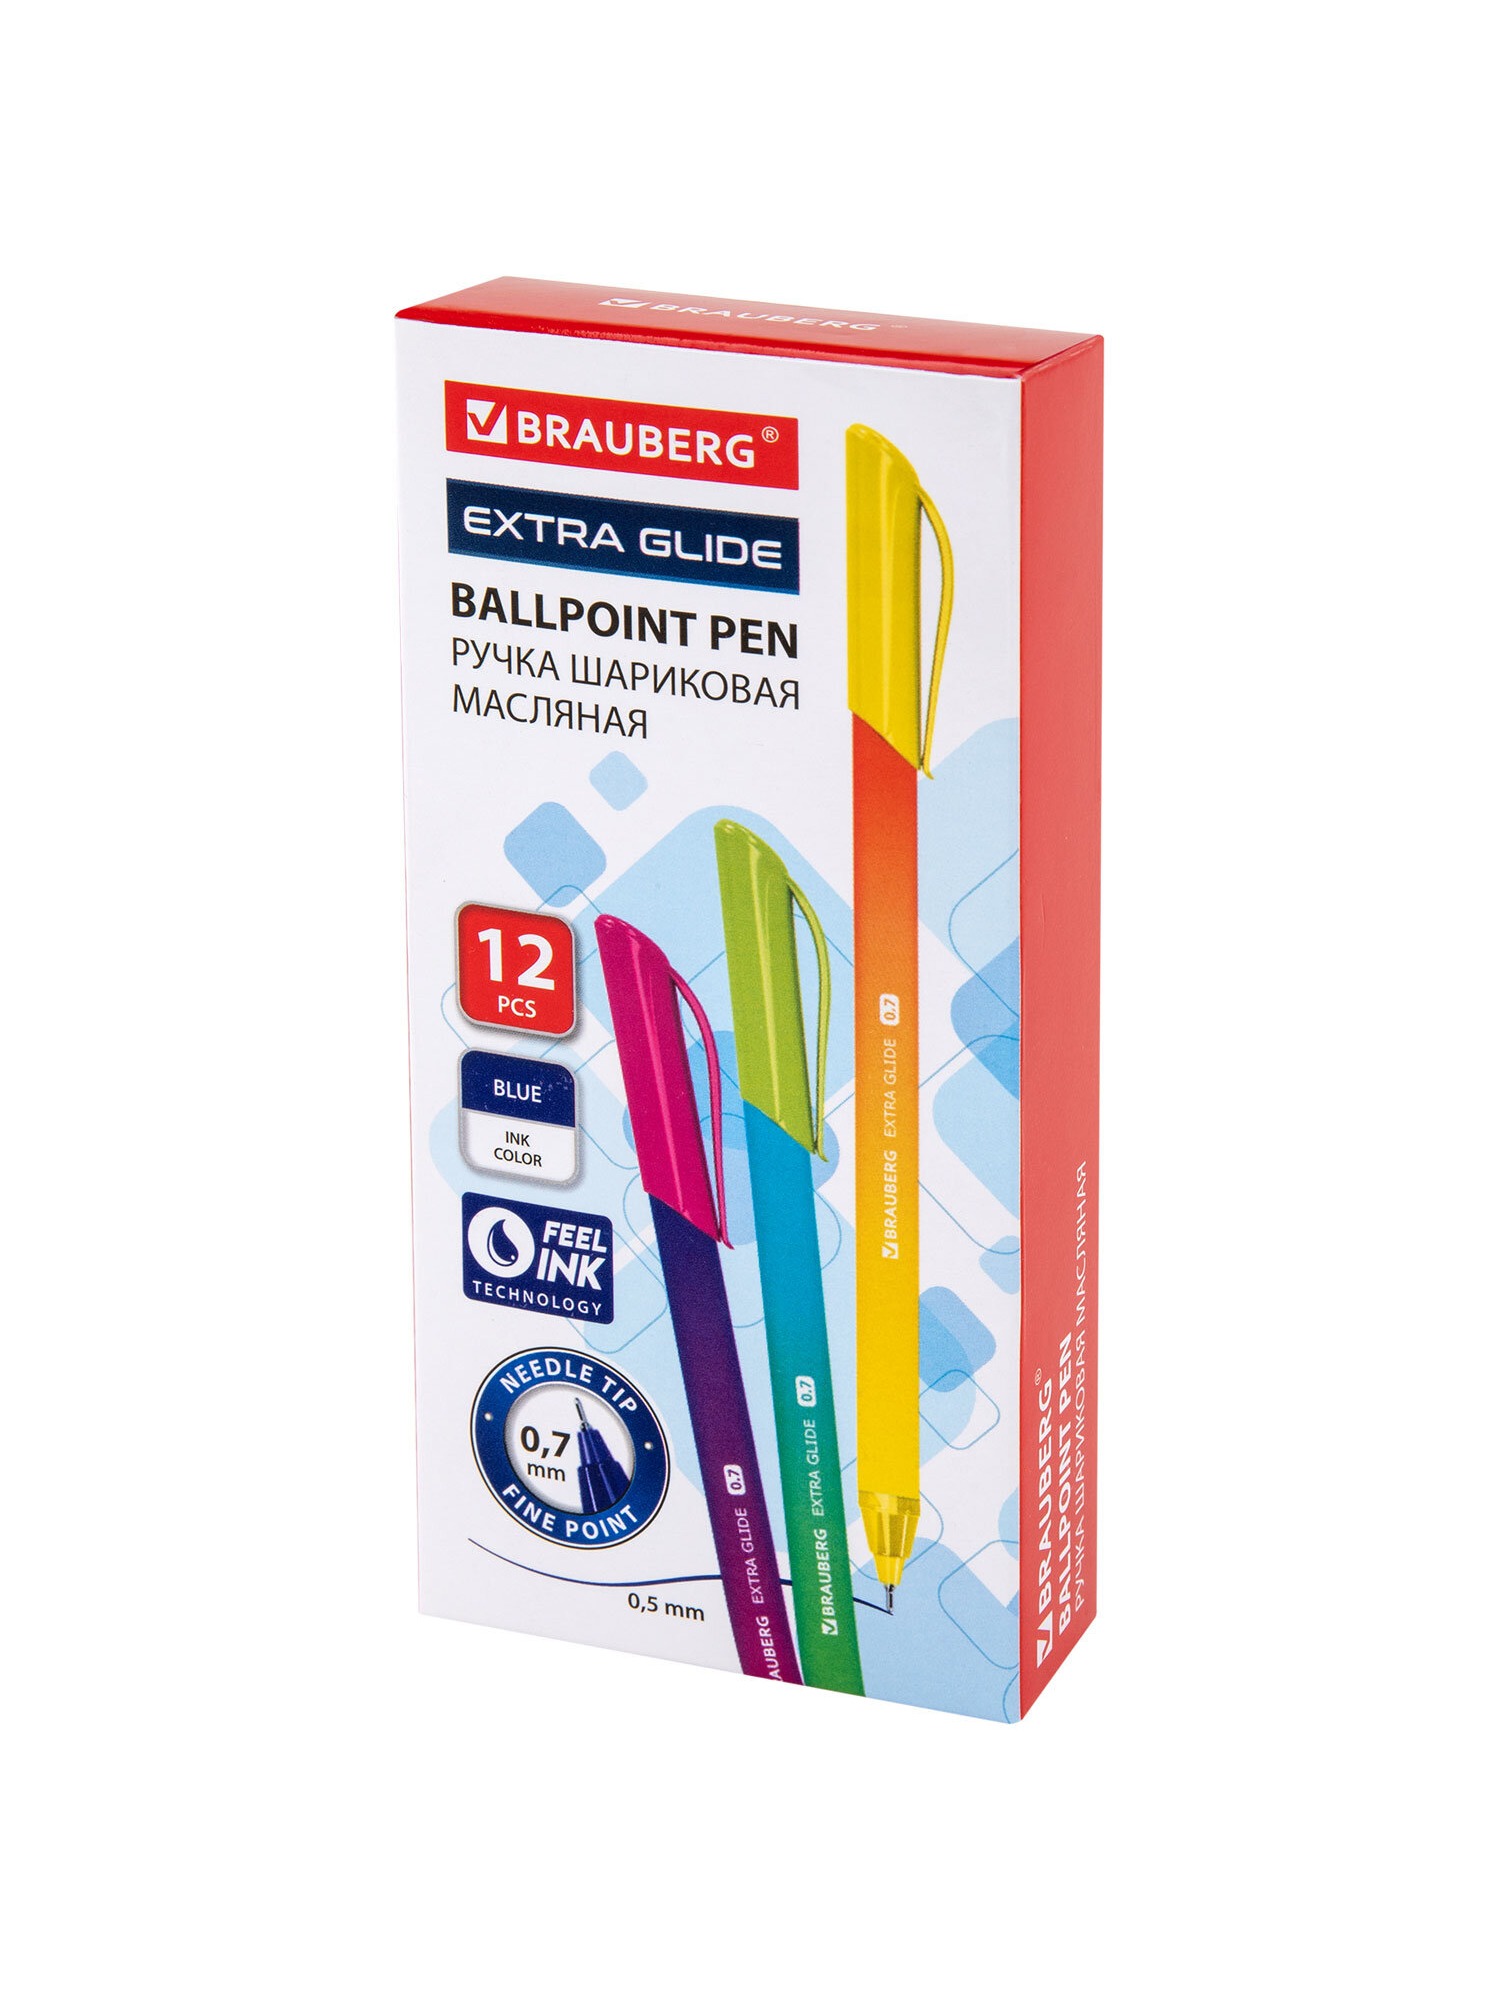 BRAUBERG ®
BRAUBERG®
EXTRA GLIDE
BALLPOINT PEN
РУЧКА ШАРИКОВАЯ
МАСЛЯНАЯ
12
PCS
BLUE
INK
COLOR
FEEL
INK
TECHNOLOGY
NEEDLE TIP
0,7
mm
FINE POINT
0,5 mm
AUBERG EXTRA GLIDE 0.7
BRAUBERG EXTRA GLIDE 0.7
BRAUBERG EXTRA GLIDE 0.7
BRAUBERG®
BALLPOINT PEN
РУЧКА ШАРИКОВАЯ МАСЛЯНАЯ